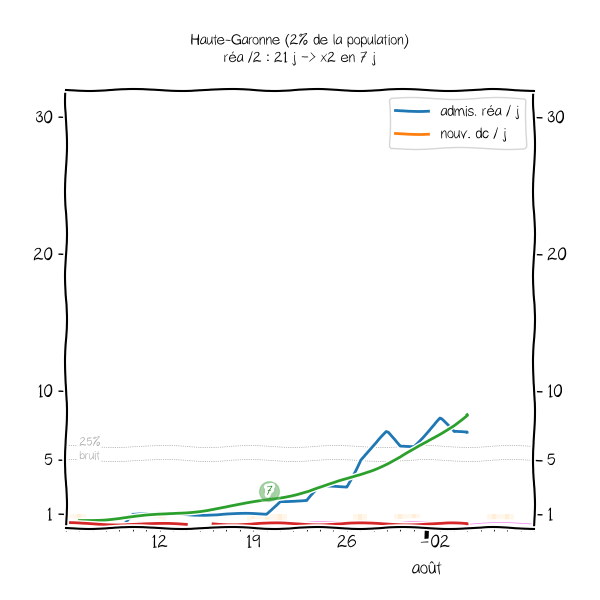 Haute-Garonne (2% de la population)
réa /2 : 21 j -> x2 en 7 j
admis. réa / j
nouv. dc / j
30
30
20
20
10
10
25%
bruit
5
5
7
1
1
12
19
26
02
août